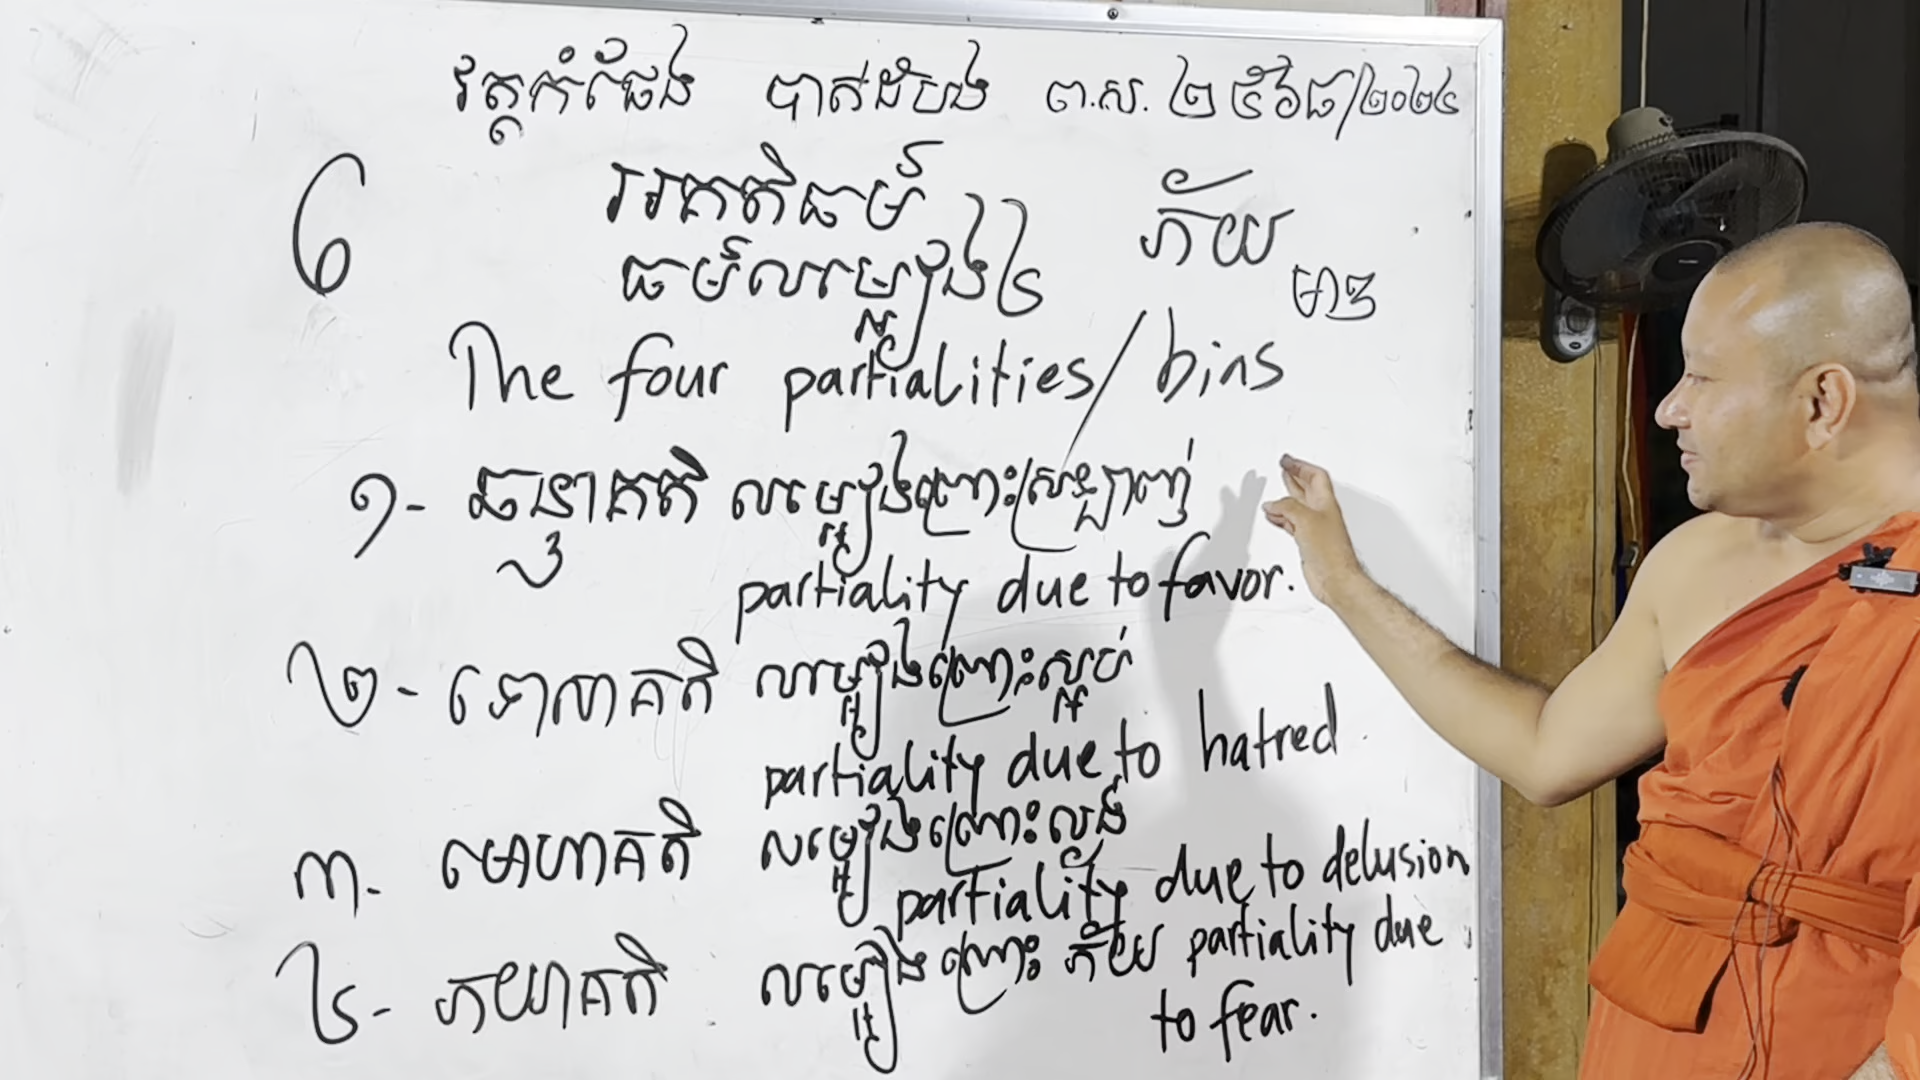 វត្តកំផែង បាត់ដំបង ព.ស. ២៥៦៨/២០២៤
៦
អគតិធម៌
ធម៌លម្អៀង ៤
ភ័យ
The four partialities/bias
១- ឆន្ទាគតិ លម្អៀងព្រោះស្រឡាញ់
partiality due to favor.
២- ទោសាគតិ លម្អៀងព្រោះស្អប់
partiality due to hatred.
៣- មោហាគតិ លម្អៀងព្រោះល្ងង់
partiality due to delusion
៤- ភយាគតិ លម្អៀងព្រោះ ភ័យ partiality due
to fear.